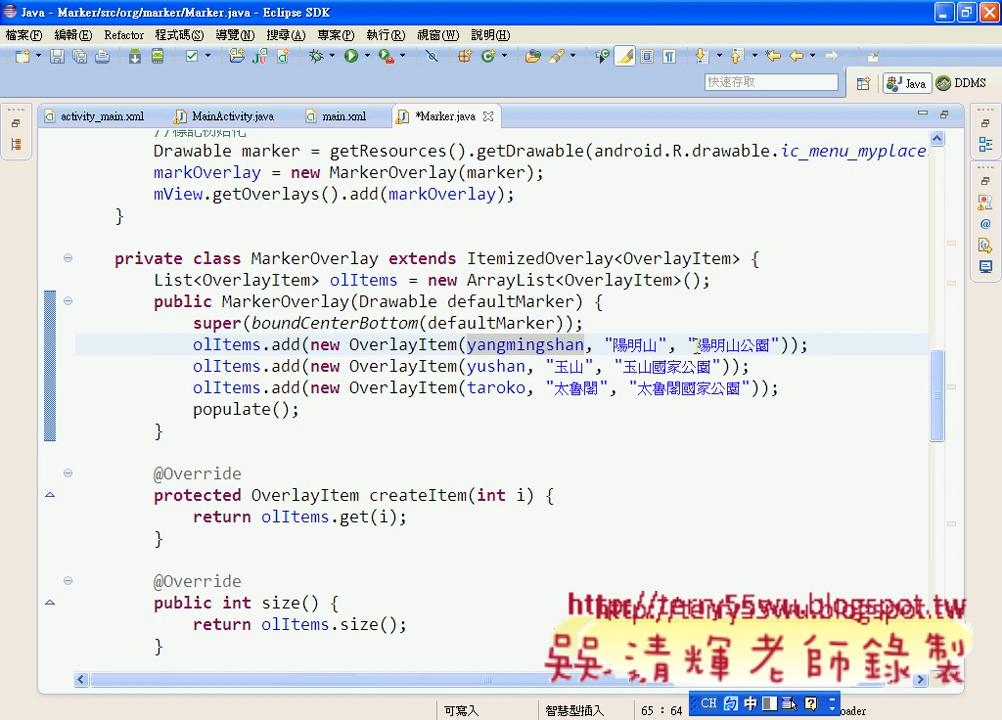 Java - Marker/src/org/marker/Marker.java - Eclipse SDK
檔案(F) 編輯(E) Refactor 程式碼(S) 導覽(N) 搜尋(A) 專案(P) 執行(R) 視窗(W) 說明(H)
快速存取 Java DDMS
activity_main.xml MainActivity.java main.xml *Marker.java
//標記初始化
Drawable marker = getResources().getDrawable(android.R.drawable.ic_menu_myplace
markOverlay = new MarkerOverlay(marker);
mView.getOverlays().add(markOverlay);
}
private class MarkerOverlay extends ItemizedOverlay<OverlayItem> {
List<OverlayItem> olItems = new ArrayList<OverlayItem>();
public MarkerOverlay(Drawable defaultMarker) {
super(boundCenterBottom(defaultMarker));
olItems.add(new OverlayItem(yangmingshan, "陽明山", "陽明山公園"));
olItems.add(new OverlayItem(yushan, "玉山", "玉山國家公園"));
olItems.add(new OverlayItem(taroko, "太魯閣", "太魯閣國家公園"));
populate();
}
@Override
protected OverlayItem createItem(int i) {
return olItems.get(i);
}
@Override
public int size() {
return olItems.size();
}
http://terry55wu.blogspot.tw
吳清輝老師錄製
可寫入 智慧型插入 65 : 64 CH 中 oader